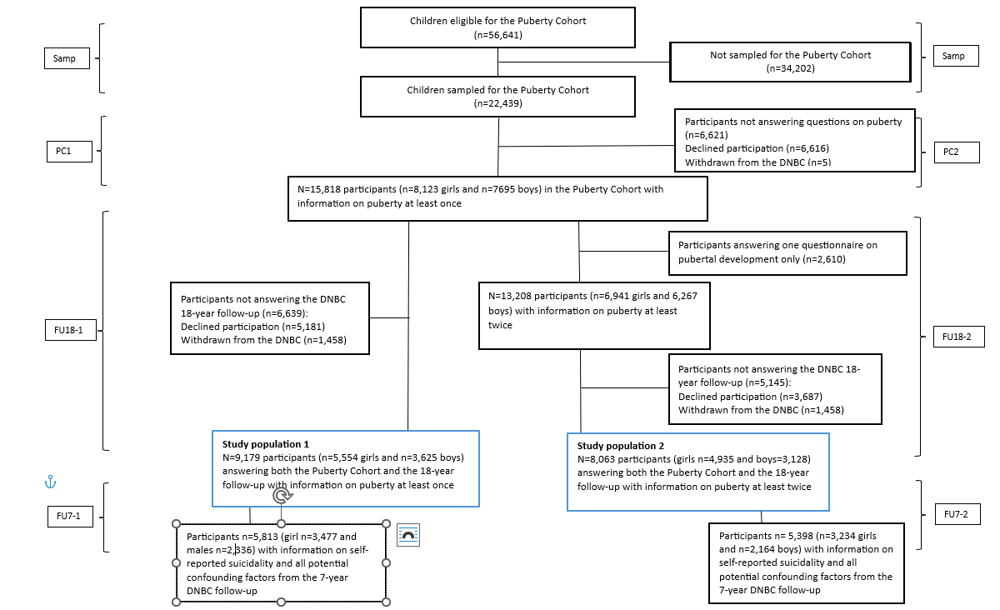 Children eligible for the Puberty Cohort
(n=56,641)
Samp
Not sampled for the Puberty Cohort
(n=34,202)
Samp
Children sampled for the Puberty Cohort
(n=22,439)
PC1
Participants not answering questions on puberty
(n=6,621)
Declined participation (n=6,616)
Withdrawn from the DNBC (n=5)
PC2
N=15,818 participants (n=8,123 girls and n=7695 boys) in the Puberty Cohort with
information on puberty at least once
Participants answering one questionnaire on
pubertal development only (n=2,610)
Participants not answering the DNBC
18-year follow-up (n=6,639):
Declined participation (n=5,181)
Withdrawn from the DNBC (n=1,458)
N=13,208 participants (n=6,941 girls and 6,267
boys) with information on puberty at least
twice
FU18-1
FU18-2
Participants not answering the DNBC 18-
year follow-up (n=5,145):
Declined participation (n=3,687)
Withdrawn from the DNBC (n=1,458)
Study population 1
N=9,179 participants (n=5,554 girls and n=3,625 boys)
answering both the Puberty Cohort and the 18-year
follow-up with information on puberty at least once
Study population 2
N=8,063 participants (girls n=4,935 and boys=3,128)
answering both the Puberty Cohort and the 18-year
follow-up with information on puberty at least twice
FU7-1
FU7-2
Participants n=5,813 (girl n=3,477 and
males n=2,336) with information on self-
reported suicidality and all potential
confounding factors from the 7-year
DNBC follow-up
Participants n= 5,398 (n=3,234 girls
and n=2,164 boys) with information on
self-reported suicidality and all
potential confounding factors from the
7-year DNBC follow-up